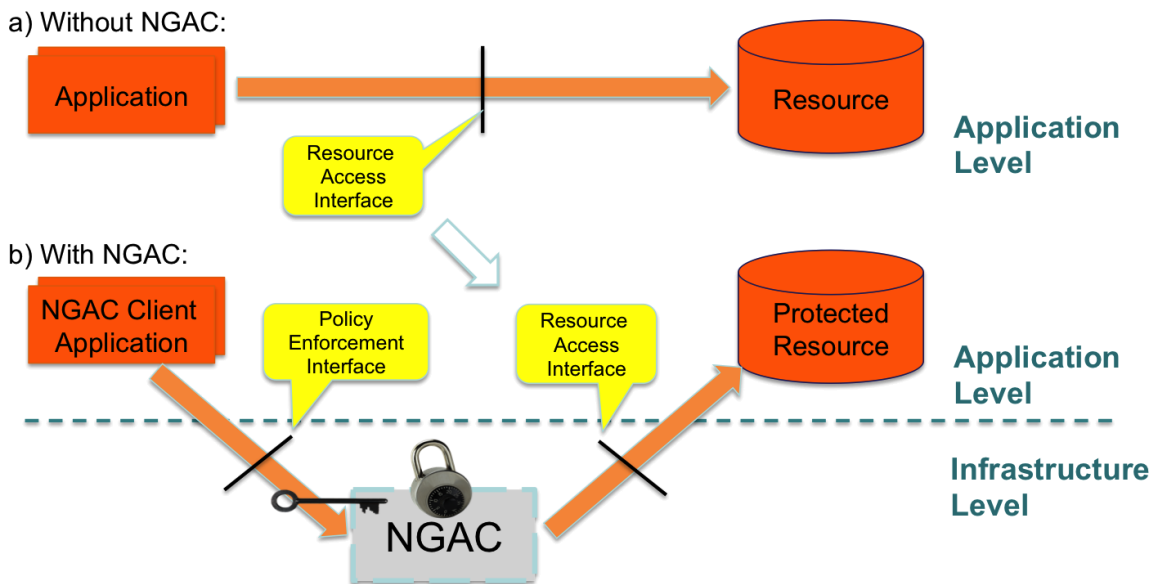 a) Without NGAC:
Application
Resource
Application
Level
Resource
Access
Interface
b) With NGAC:
NGAC Client
Application
Policy
Enforcement
Interface
Resource
Access
Interface
Protected
Resource
Application
Level
Infrastructure
Level
NGAC